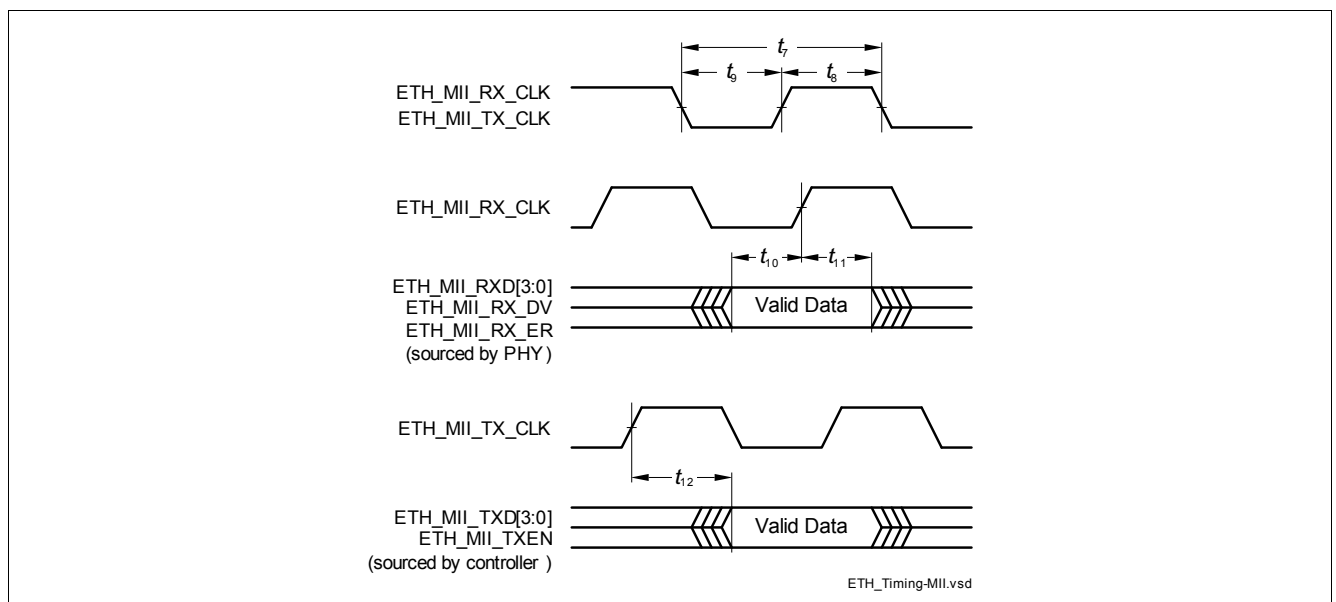 t7
t9
t8
ETH_MII_RX_CLK
ETH_MII_TX_CLK
ETH_MII_RX_CLK
t10
t11
ETH_MII_RXD[3:0]
ETH_MII_RX_DV
Valid Data
ETH_MII_RX_ER
(sourced by PHY )
ETH_MII_TX_CLK
t12
ETH_MII_TXD[3:0]
Valid Data
ETH_MII_TXEN
(sourced by controller )
ETH_Timing-MII.vsd